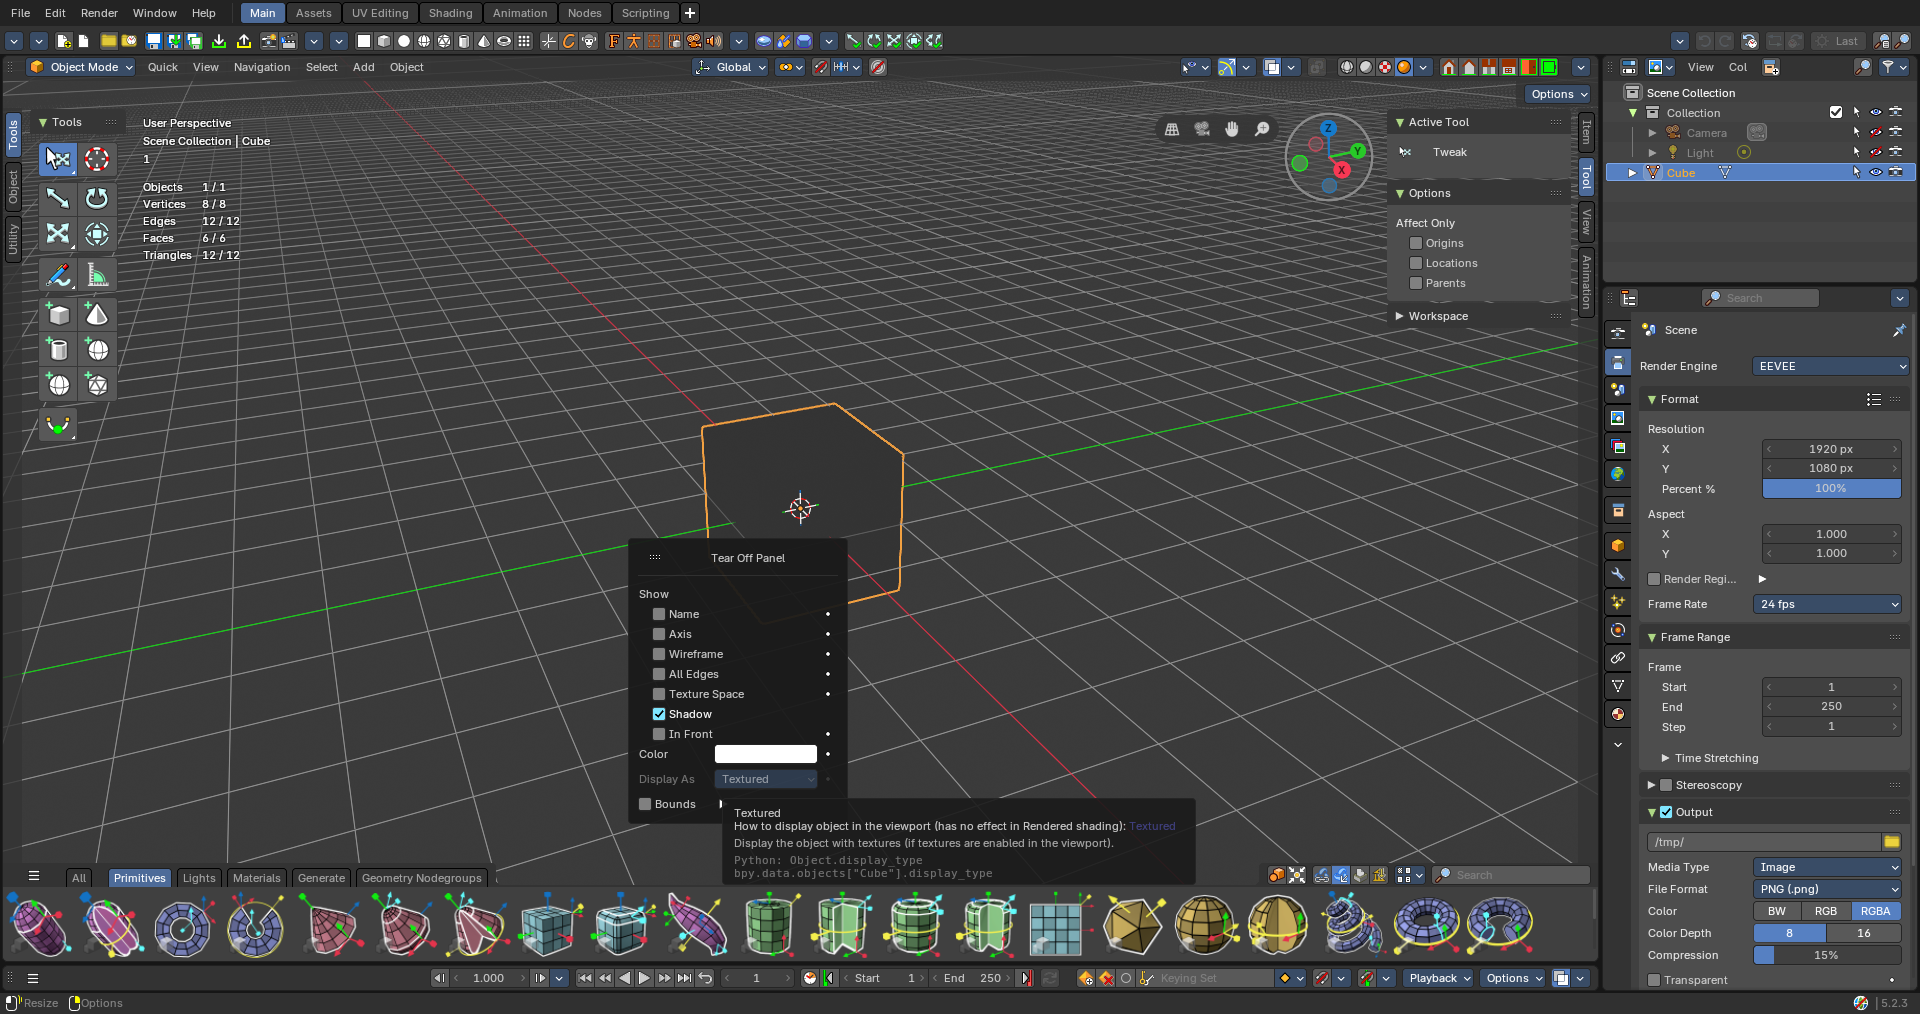 File Edit Render Window Help Main Assets UV Editing Shading Animation Nodes Scripting
Last
Object Mode Quick View Navigation Select Add Object Global
View Col
Options
Tools
Object
Utility
Tools
User Perspective
Scene Collection | Cube
1
Objects 1 / 1
Vertices 8 / 8
Edges 12 / 12
Faces 6 / 6
Triangles 12 / 12
Z
Y
X
Active Tool
Tweak
Options
Affect Only
Origins
Locations
Parents
Workspace
Item
Tool
View
Animation
Scene Collection
Collection
Camera
Light
Cube
Search
Scene
Render Engine EEVEE
Format
Resolution
X 1920 px
Y 1080 px
Percent % 100%
Aspect
X 1.000
Y 1.000
Render Regi...
Frame Rate 24 fps
Frame Range
Frame
Start 1
End 250
Step 1
Time Stretching
Stereoscopy
Output
/tmp/
Media Type Image
File Format PNG (.png)
Color BW RGB RGBA
Color Depth 8 16
Compression 15%
Transparent
Tear Off Panel
Show
Name
Axis
Wireframe
All Edges
Texture Space
Shadow
In Front
Color
Display As Textured
Bounds
Textured
How to display object in the viewport (has no effect in Rendered shading): Textured
Display the object with textures (if textures are enabled in the viewport).
Python: Object.display_type
bpy.data.objects["Cube"].display_type
All Primitives Lights Materials Generate Geometry Nodegroups
Search
1.000 1 Start 1 End 250 Keying Set Playback Options
Resize Options
5.2.3